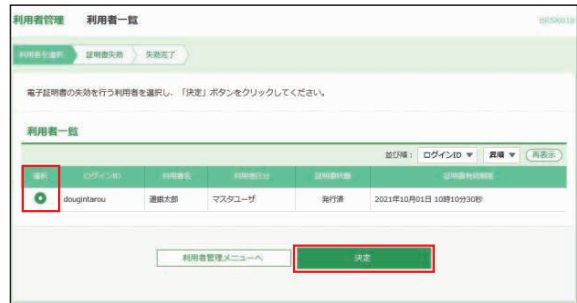 利用者管理　利用者一覧 BRSK010
利用者を選択　証明書失効　失効完了
電子証明書の失効を行う利用者を選択し、「決定」ボタンをクリックしてください。
利用者一覧
並び順： ログインID ▼ 昇順 ▼ 再表示
選択　ログインID　利用者名　利用者区分　証明書状態　証明書有効期限
dougintarou　道銀太郎　マスタユーザ　発行済　2021年10月01日 10時10分30秒
利用者管理メニューへ　決定